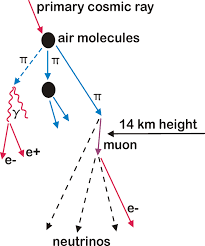 primary cosmic ray
air molecules
π π π
γ
14 km height
muon
e- e+
e-
neutrinos